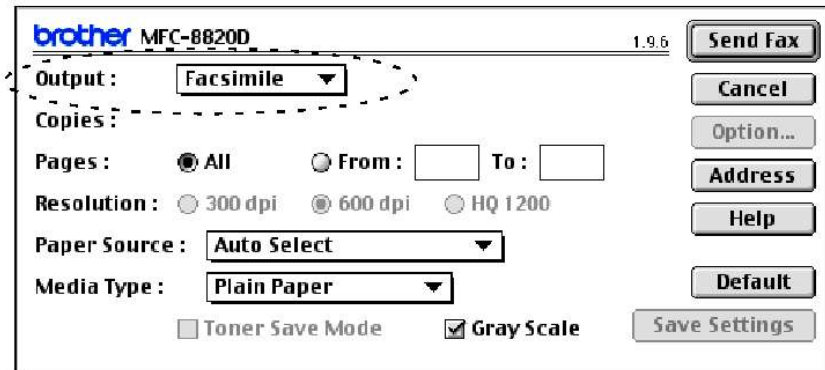 brother MFC-8820D 1.9.6 Send Fax
Output : Facsimile Cancel
Copies : Option...
Pages : All From : To : Address
Resolution : 300 dpi 600 dpi HQ 1200 Help
Paper Source : Auto Select
Media Type : Plain Paper Default
Toner Save Mode Gray Scale Save Settings